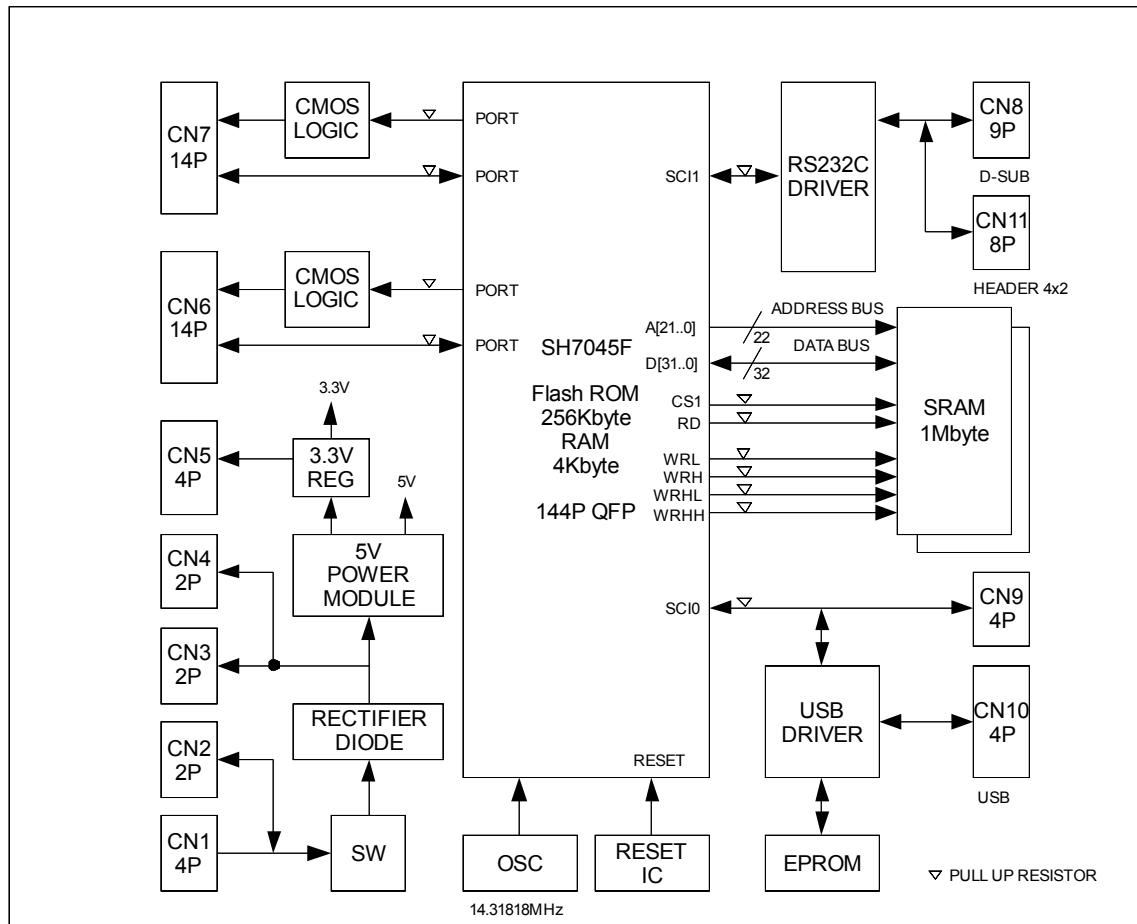 CN7
14P
CMOS
LOGIC
PORT
PORT
CN6
14P
CMOS
LOGIC
PORT
PORT
3.3V
CN5
4P
3.3V
REG
5V
CN4
2P
5V
POWER
MODULE
CN3
2P
RECTIFIER
DIODE
CN2
2P
CN1
4P
SW
SH7045F
Flash ROM
256Kbyte
RAM
4Kbyte
144P QFP
SCI1
A[21..0]
D[31..0]
CS1
RD
WRL
WRH
WRHL
WRHH
SCI0
RESET
OSC
14.31818MHz
RESET
IC
RS232C
DRIVER
CN8
9P
D-SUB
CN11
8P
HEADER 4x2
ADDRESS BUS
22
DATA BUS
32
SRAM
1Mbyte
CN9
4P
USB
DRIVER
CN10
4P
USB
EPROM
PULL UP RESISTOR